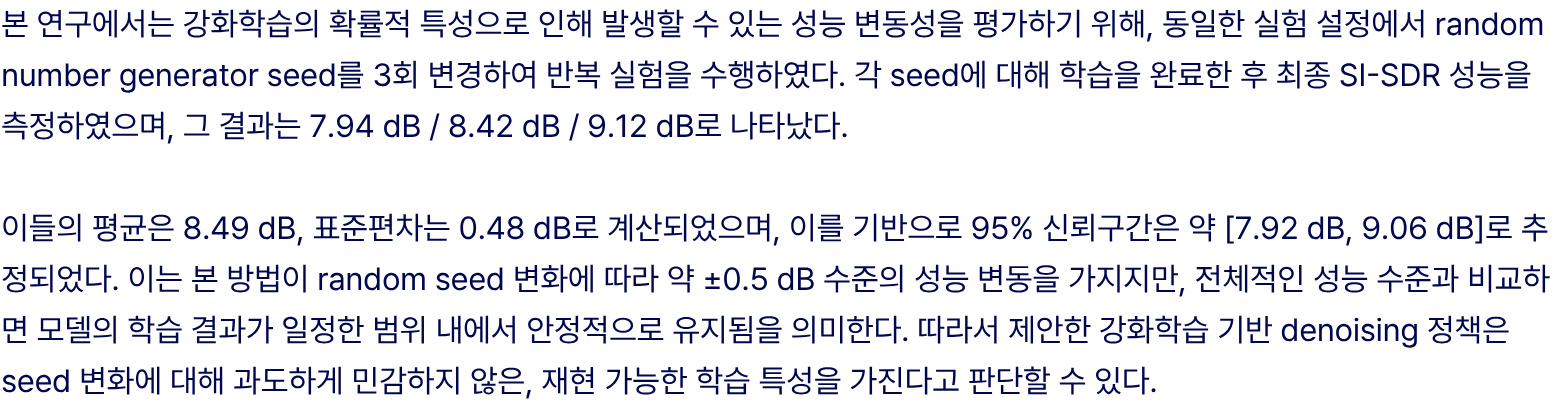 본 연구에서는 강화학습의 확률적 특성으로 인해 발생할 수 있는 성능 변동성을 평가하기 위해, 동일한 실험 설정에서 random
number generator seed를 3회 변경하여 반복 실험을 수행하였다. 각 seed에 대해 학습을 완료한 후 최종 SI-SDR 성능을
측정하였으며, 그 결과는 7.94 dB / 8.42 dB / 9.12 dB로 나타났다.
이들의 평균은 8.49 dB, 표준편차는 0.48 dB로 계산되었으며, 이를 기반으로 95% 신뢰구간은 약 [7.92 dB, 9.06 dB]로 추
정되었다. 이는 본 방법이 random seed 변화에 따라 약 ±0.5 dB 수준의 성능 변동을 가지지만, 전체적인 성능 수준과 비교하
면 모델의 학습 결과가 일정한 범위 내에서 안정적으로 유지됨을 의미한다. 따라서 제안한 강화학습 기반 denoising 정책은
seed 변화에 대해 과도하게 민감하지 않은, 재현 가능한 학습 특성을 가진다고 판단할 수 있다.